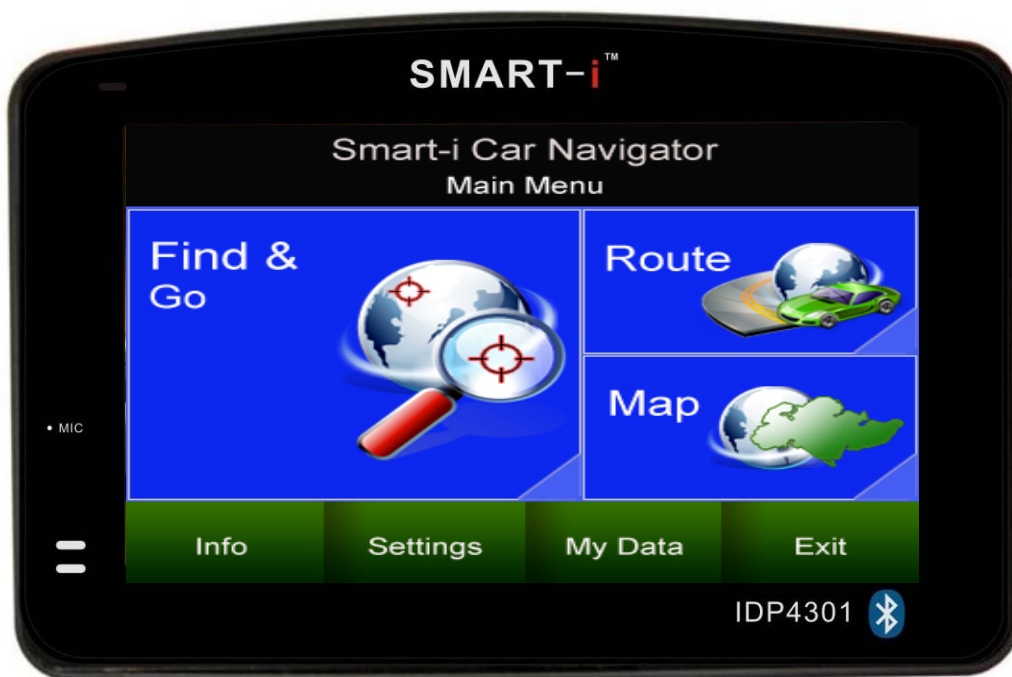 SMART-i™
Smart-i Car Navigator
Main Menu
Find &
Go
Route
Map
• MIC
Info
Settings
My Data
Exit
IDP4301